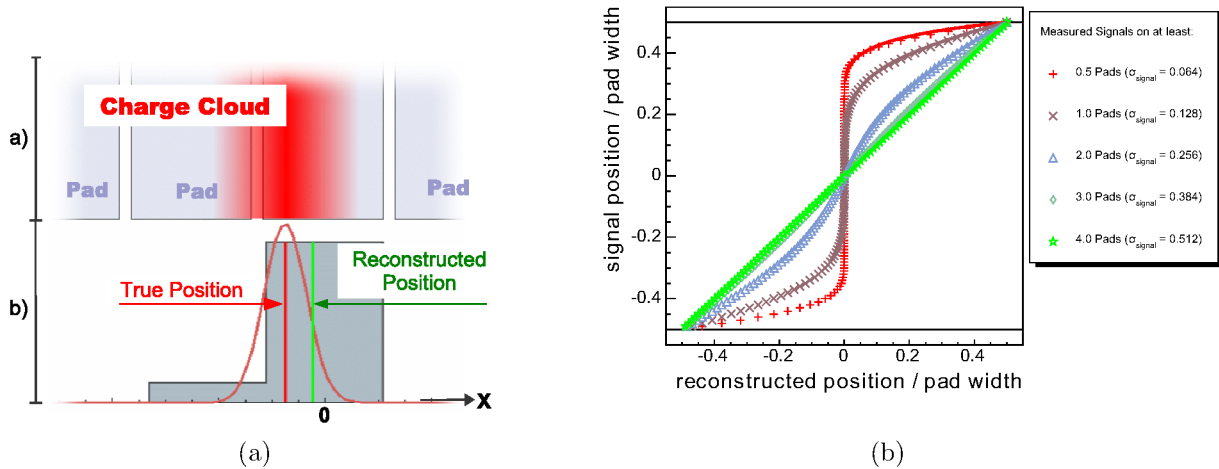 a)
Charge Cloud
Pad
Pad
Pad
b)
True Position
Reconstructed
Position
0
X
(a)
(b)
signal position / pad width
0.4
0.2
0
-0.2
-0.4
-0.4
-0.2
0
0.2
0.4
reconstructed position / pad width
Measured Signals on at least:
0.5 Pads (σsignal = 0.064)
1.0 Pads (σsignal = 0.128)
2.0 Pads (σsignal = 0.256)
3.0 Pads (σsignal = 0.384)
4.0 Pads (σsignal = 0.512)
(b)